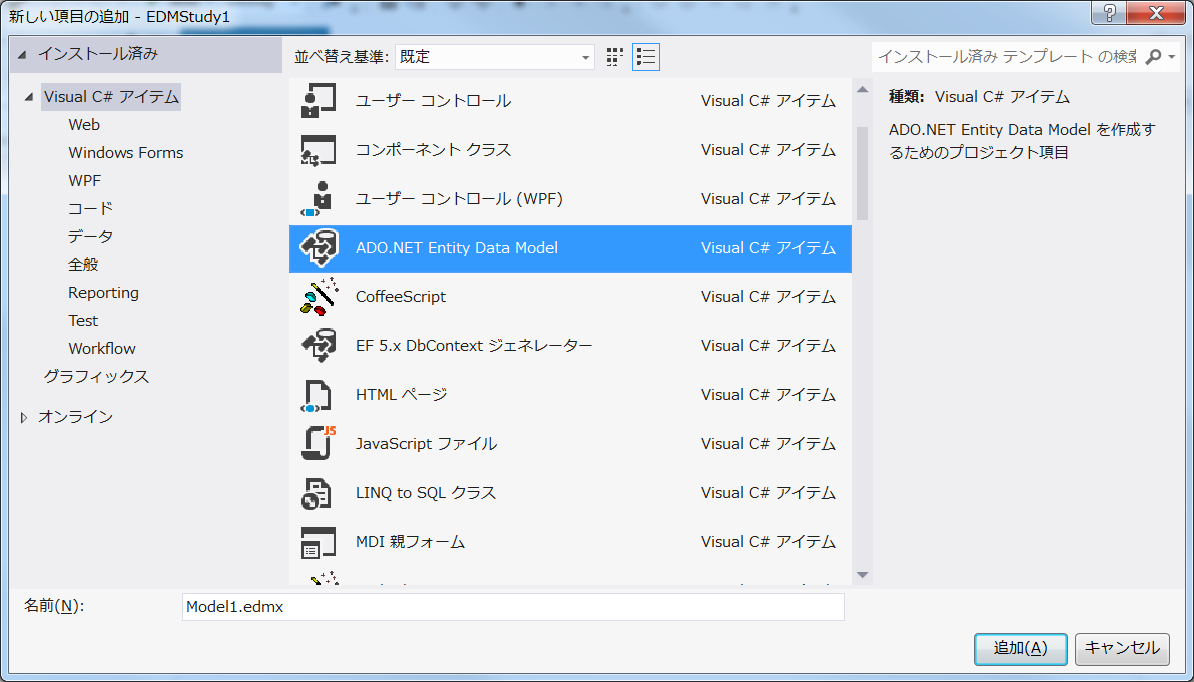 新しい項目の追加 - EDMStudy1
インストール済み
並べ替え基準: 既定
インストール済み テンプレート の検索
Visual C# アイテム
Web
Windows Forms
WPF
コード
データ
全般
Reporting
Test
Workflow
グラフィックス
オンライン
ユーザー コントロール Visual C# アイテム
コンポーネント クラス Visual C# アイテム
ユーザー コントロール (WPF) Visual C# アイテム
ADO.NET Entity Data Model Visual C# アイテム
CoffeeScript Visual C# アイテム
EF 5.x DbContext ジェネレーター Visual C# アイテム
HTML ページ Visual C# アイテム
JavaScript ファイル Visual C# アイテム
LINQ to SQL クラス Visual C# アイテム
MDI 親フォーム Visual C# アイテム
種類: Visual C# アイテム
ADO.NET Entity Data Model を作成す
るためのプロジェクト項目
名前(N): Model1.edmx
追加(A) キャンセル